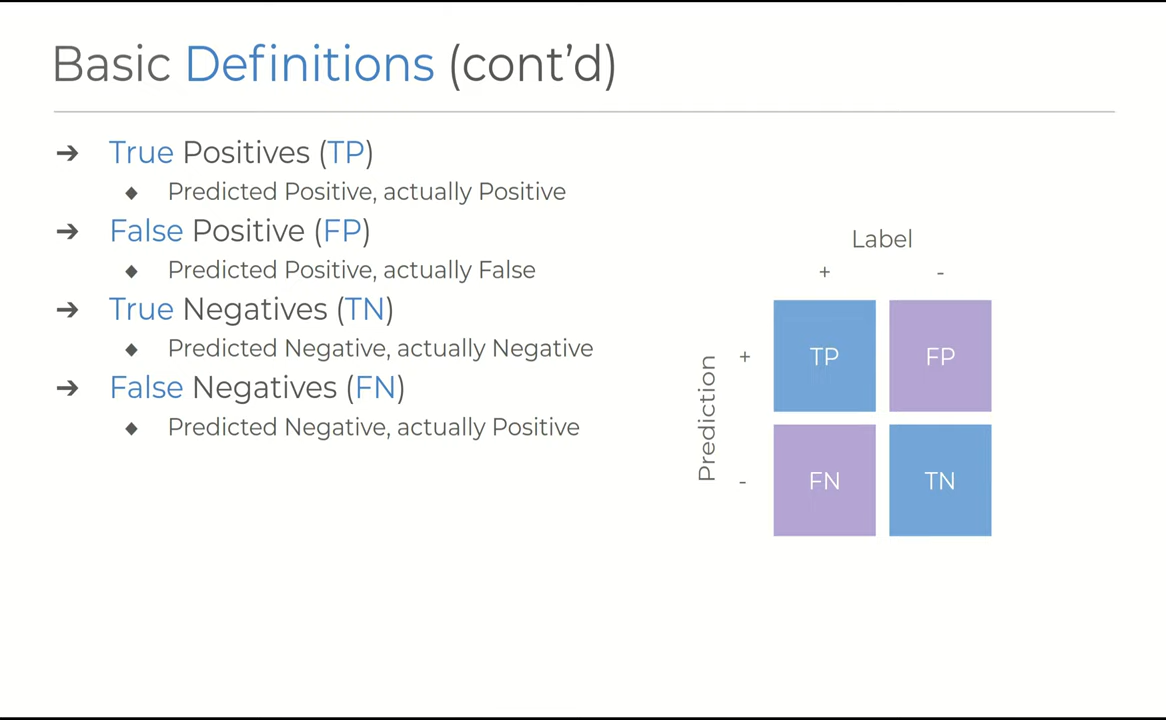 Basic Definitions (cont’d)
➔ True Positives (TP)
◆ Predicted Positive, actually Positive
➔ False Positive (FP)
◆ Predicted Positive, actually False
➔ True Negatives (TN)
◆ Predicted Negative, actually Negative
➔ False Negatives (FN)
◆ Predicted Negative, actually Positive
Label
+ -
Prediction
+ TP FP
- FN TN